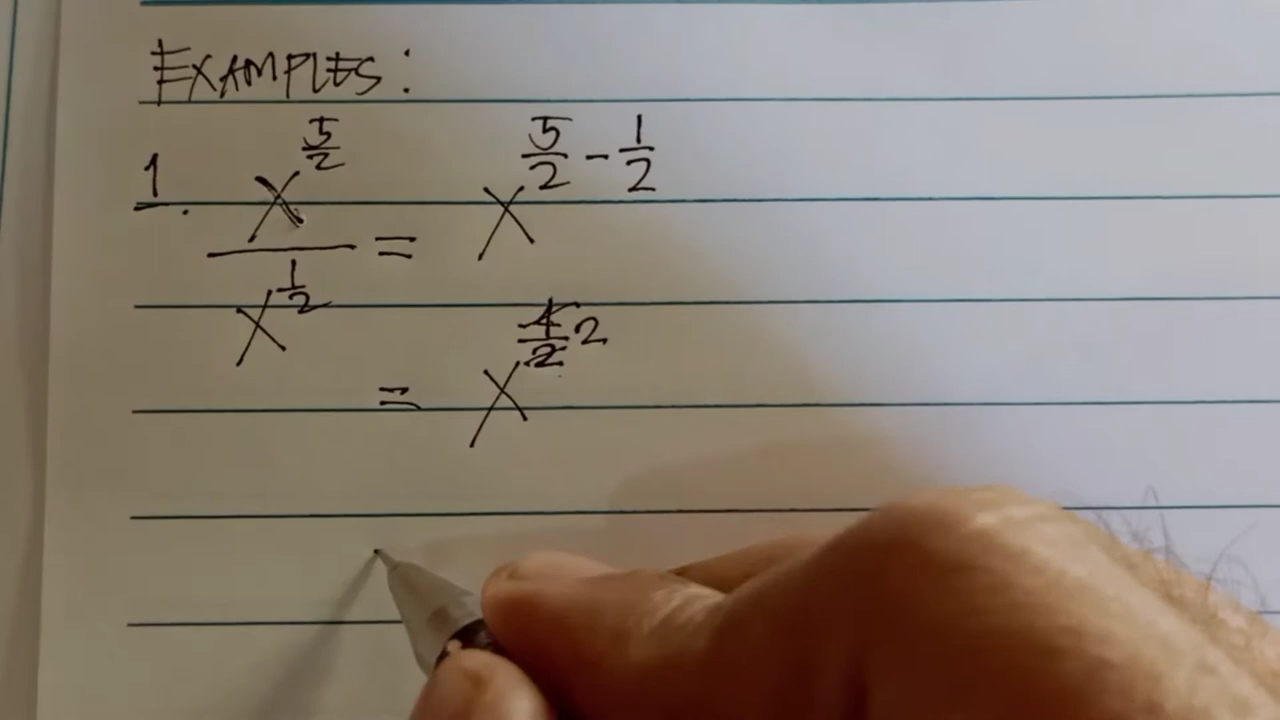 EXAMPLES:
1. x^(5/2) / x^(1/2) = x^(5/2 - 1/2)
= x^(4/2) 2